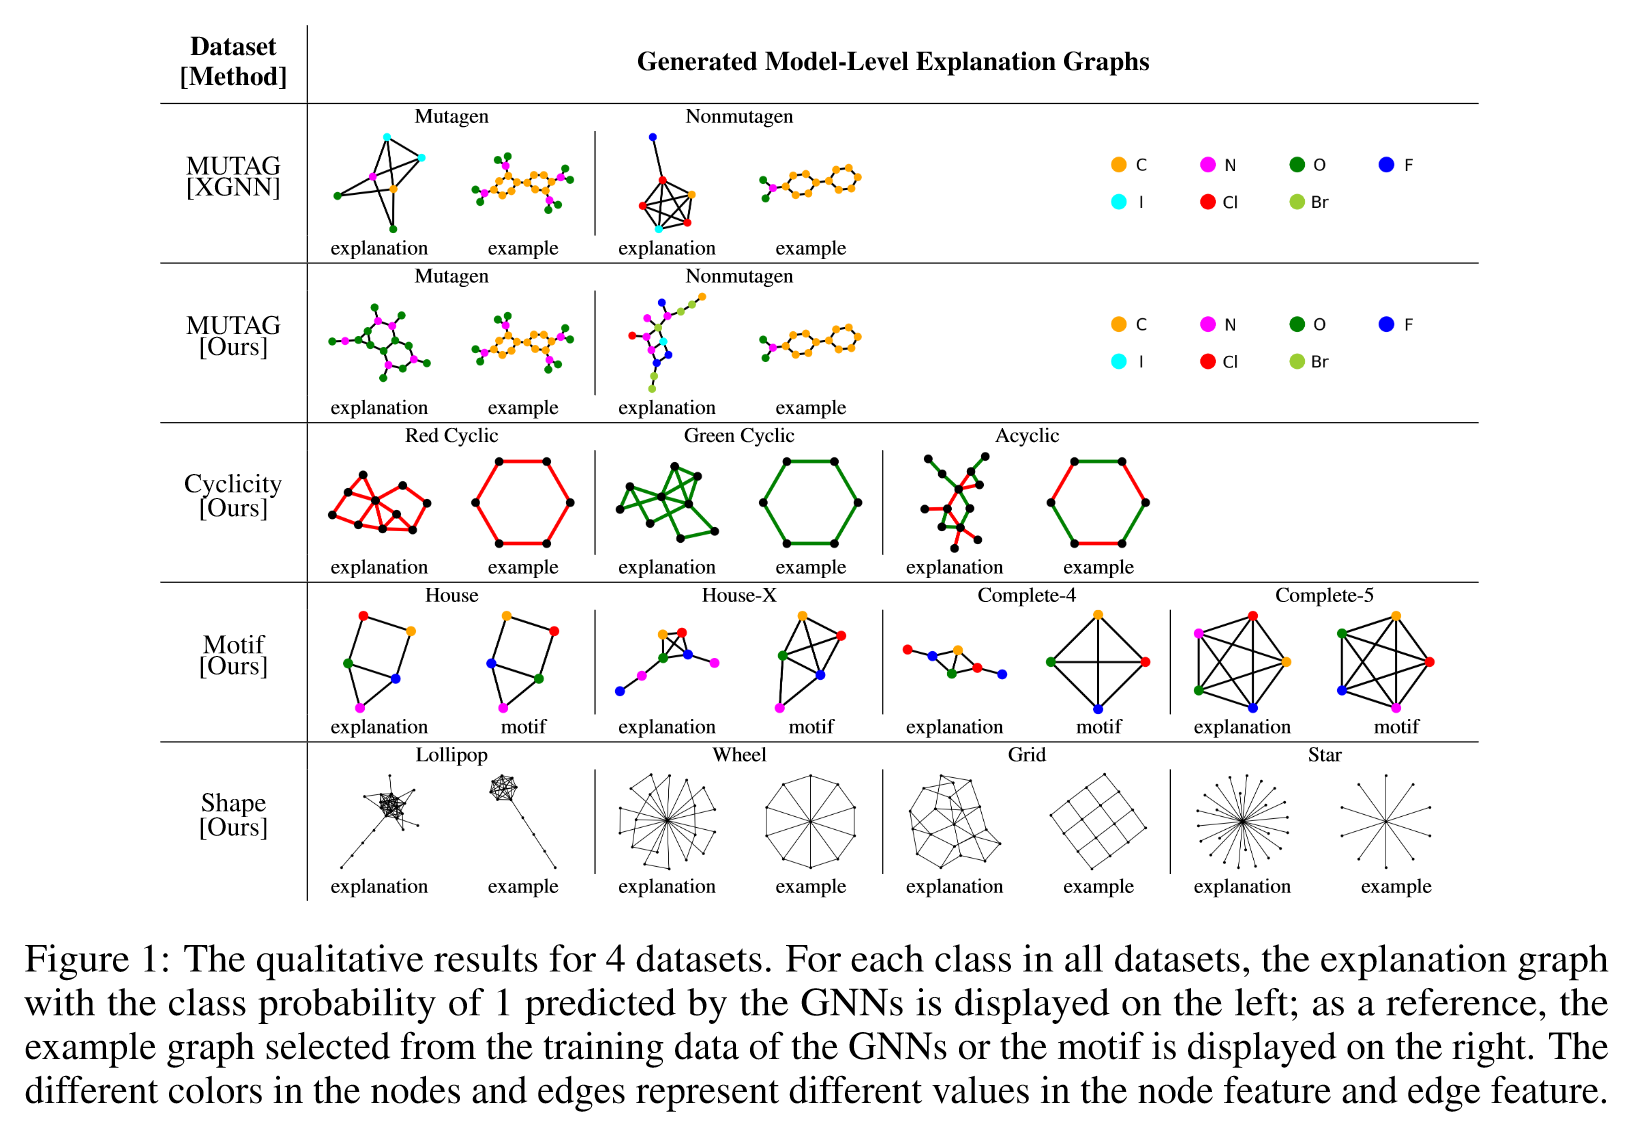 Dataset
[Method]
Generated Model-Level Explanation Graphs
MUTAG
[XGNN]
Mutagen
Nonmutagen
explanation
example
explanation
example
C
N
O
F
I
Cl
Br
MUTAG
[Ours]
Mutagen
Nonmutagen
explanation
example
explanation
example
C
N
O
F
I
Cl
Br
Cyclicity
[Ours]
Red Cyclic
Green Cyclic
Acyclic
explanation
example
explanation
example
explanation
example
Motif
[Ours]
House
House-X
Complete-4
Complete-5
explanation
motif
explanation
motif
explanation
motif
explanation
motif
Shape
[Ours]
Lollipop
Wheel
Grid
Star
explanation
example
explanation
example
explanation
example
explanation
example
Figure 1: The qualitative results for 4 datasets. For each class in all datasets, the explanation graph
with the class probability of 1 predicted by the GNNs is displayed on the left; as a reference, the
example graph selected from the training data of the GNNs or the motif is displayed on the right. The
different colors in the nodes and edges represent different values in the node feature and edge feature.